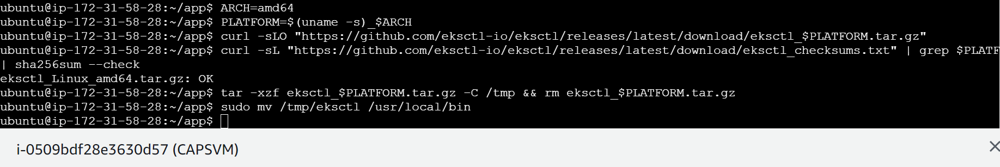 ubuntu@ip-172-31-58-28:~/app$ ARCH=amd64
ubuntu@ip-172-31-58-28:~/app$ PLATFORM=$(uname -s)_$ARCH
ubuntu@ip-172-31-58-28:~/app$ curl -sLO "https://github.com/eksctl-io/eksctl/releases/latest/download/eksctl_$PLATFORM.tar.gz"
ubuntu@ip-172-31-58-28:~/app$ curl -sL "https://github.com/eksctl-io/eksctl/releases/latest/download/eksctl_checksums.txt" | grep $PLATF
| sha256sum --check
eksctl_Linux_amd64.tar.gz: OK
ubuntu@ip-172-31-58-28:~/app$ tar -xzf eksctl_$PLATFORM.tar.gz -C /tmp && rm eksctl_$PLATFORM.tar.gz
ubuntu@ip-172-31-58-28:~/app$ sudo mv /tmp/eksctl /usr/local/bin
ubuntu@ip-172-31-58-28:~/app$
i-0509bdf28e3630d57 (CAPSVM)